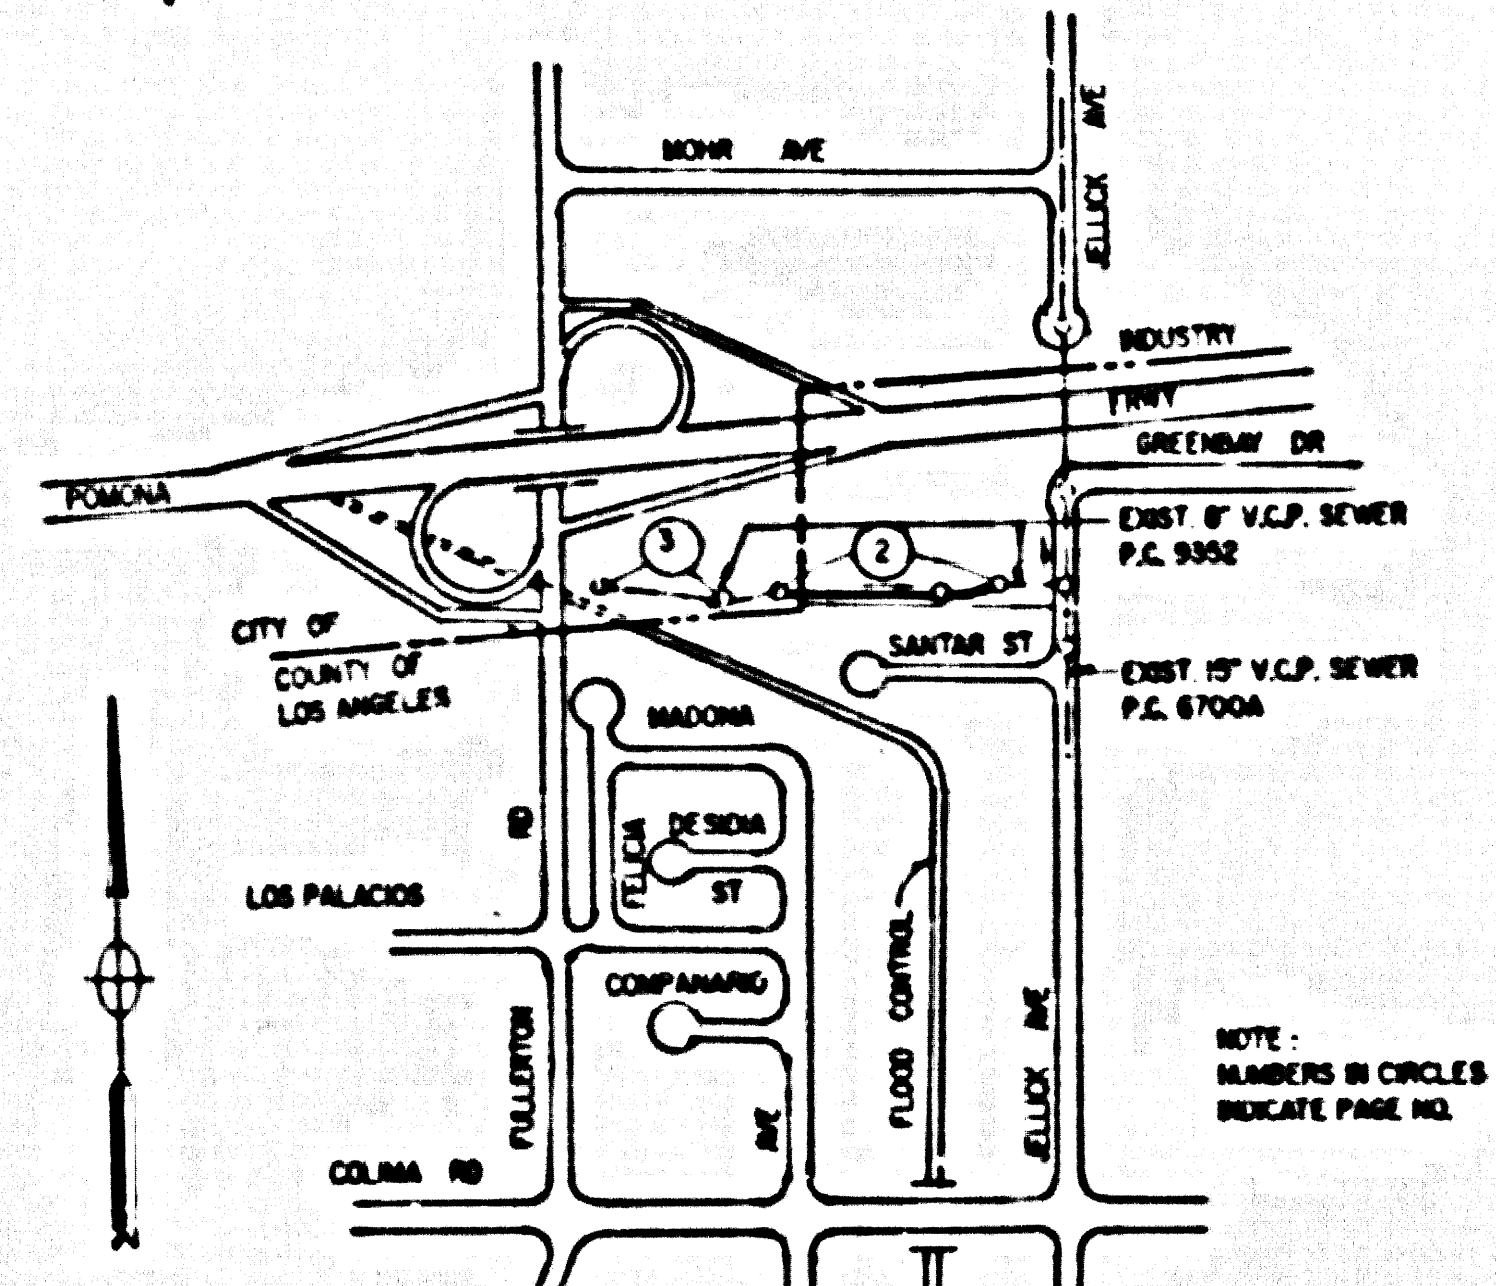 MOHR AVE
JELLICK AVE
INDUSTRY
FRWY
GREENBAY DR
POMONA
EXIST. 8" V.C.P. SEWER
P.C. 9352
3
2
CITY OF
COUNTY OF
LOS ANGELES
SANTAR ST
EXIST. 15" V.C.P. SEWER
P.C. 6700A
MADONA
RD
FELICIA
DESIDIA
ST
LOS PALACIOS
COMPANARIO
FULLERTON
AVE
FLOOD CONTROL
JELLICK AVE
NOTE :
NUMBERS IN CIRCLES
INDICATE PAGE NO.
COLIMA RD